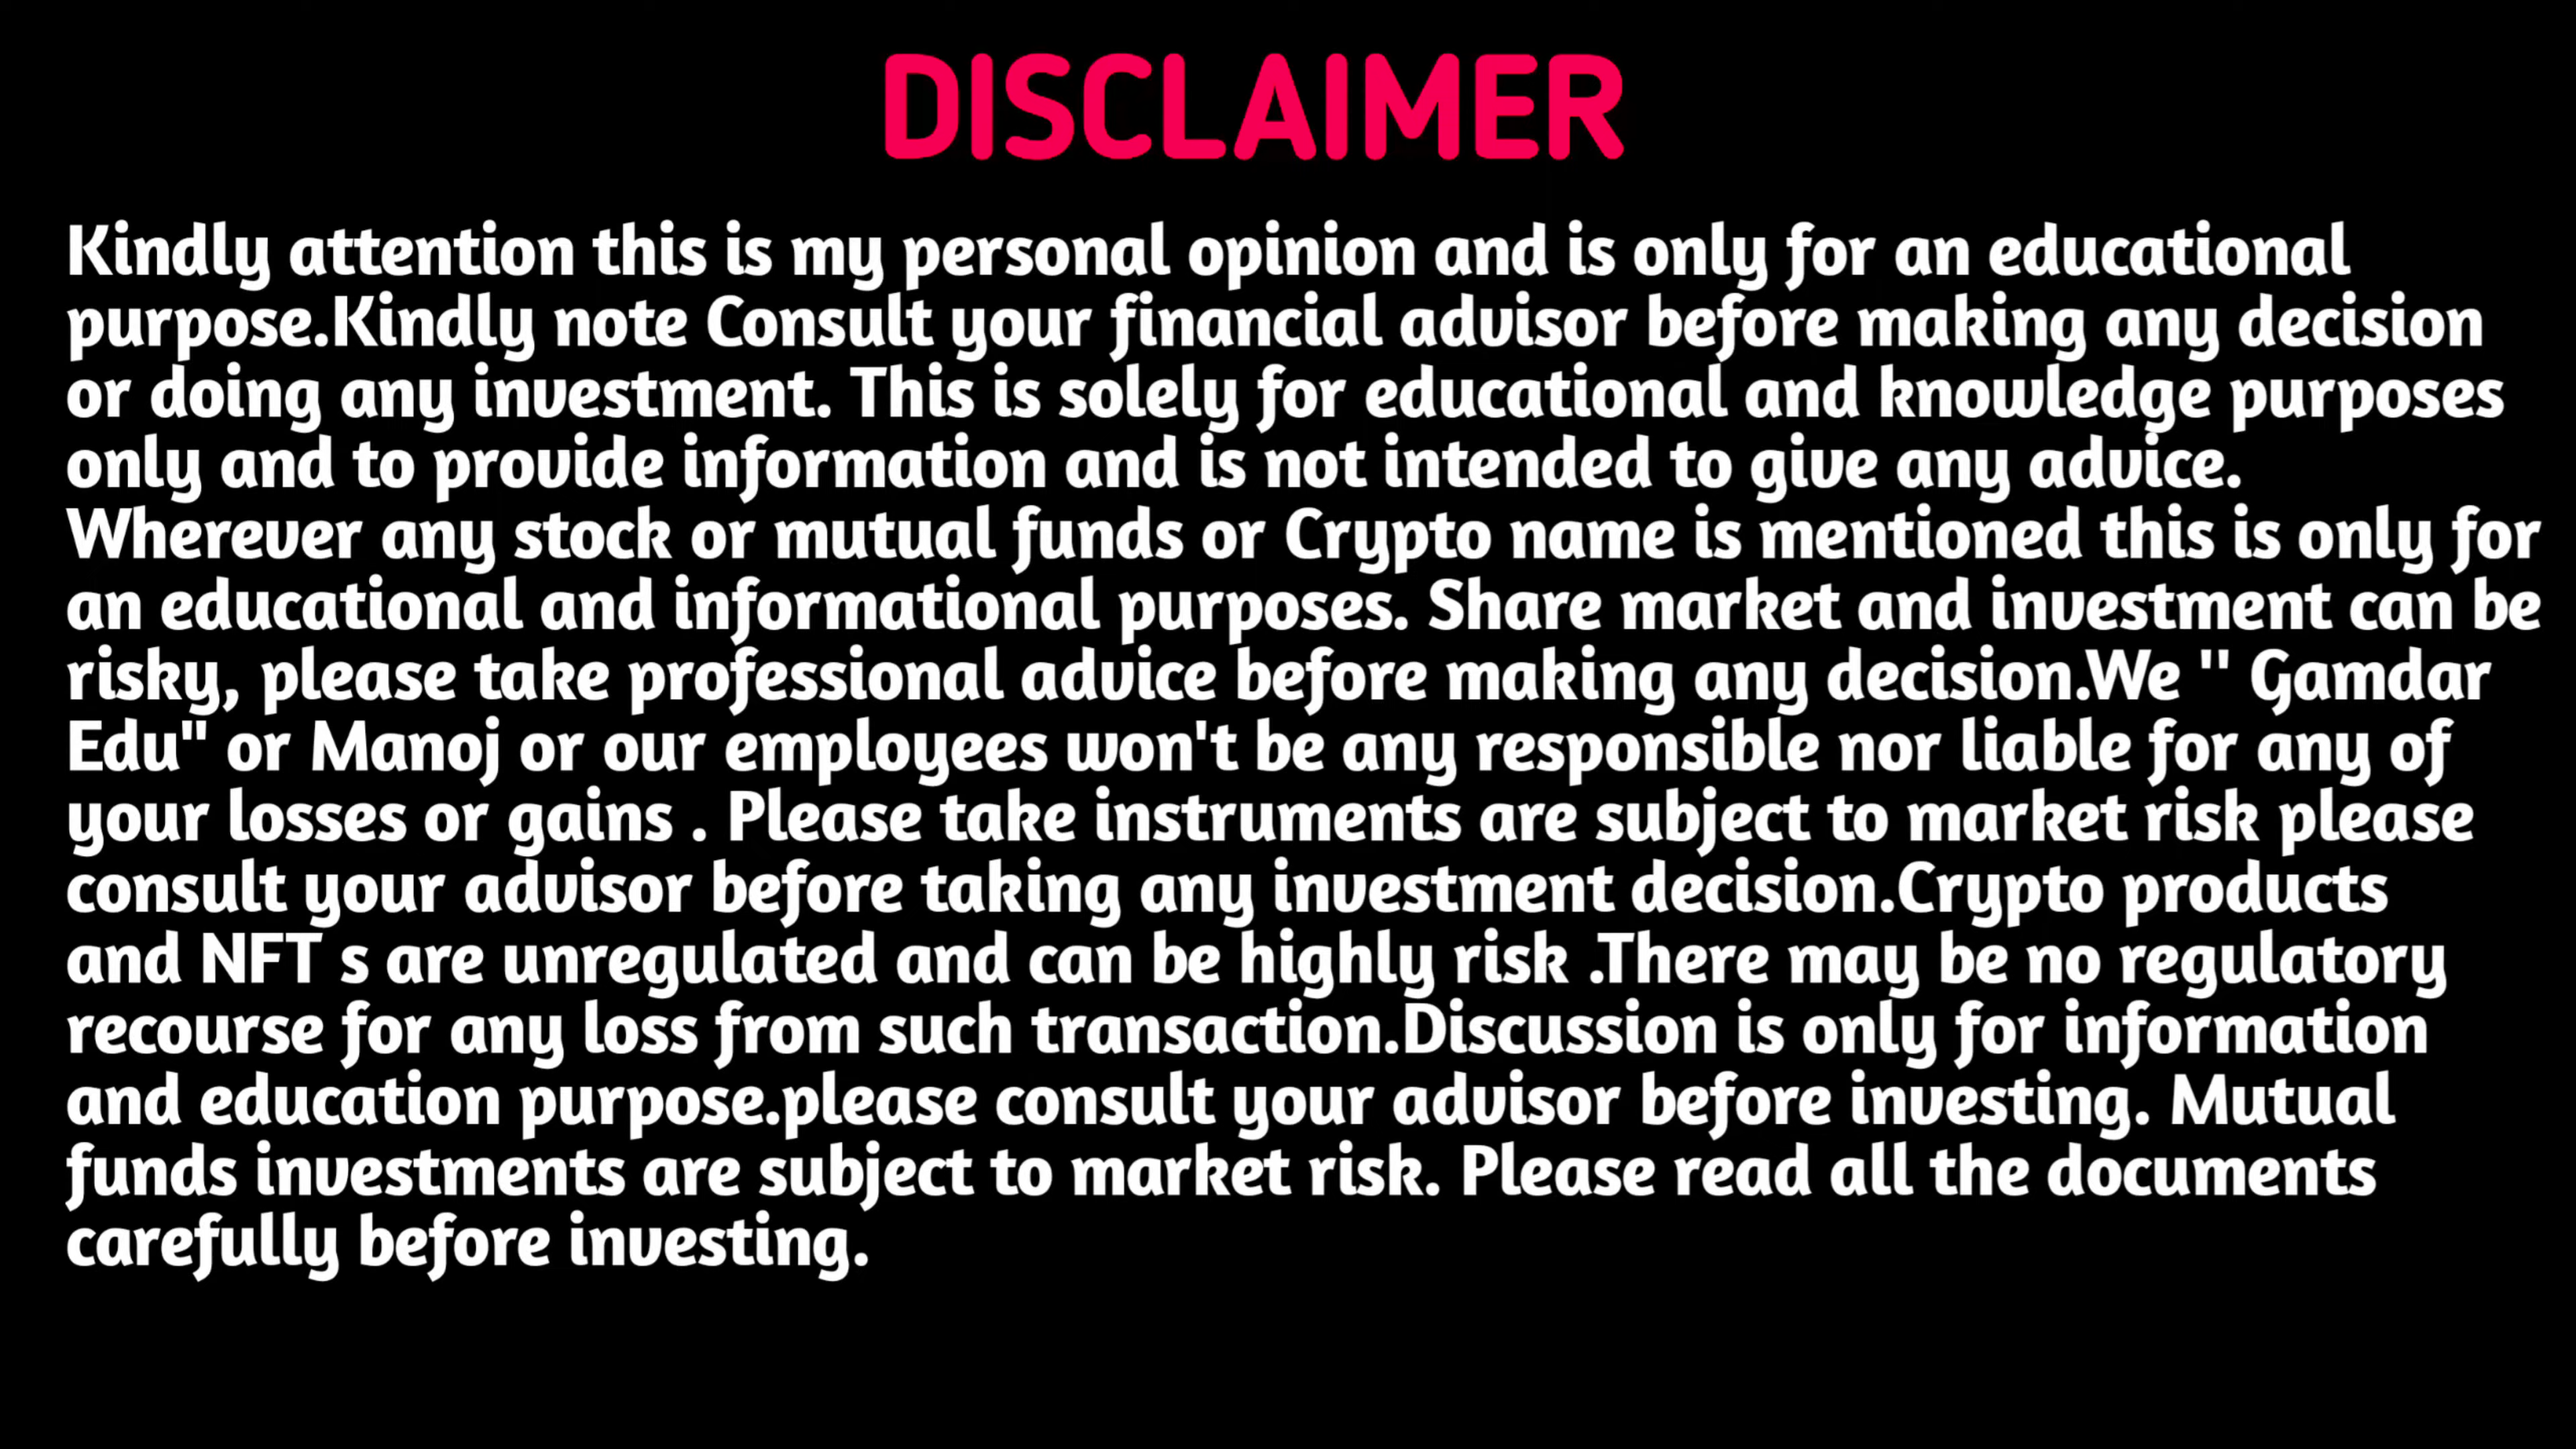 DISCLAIMER
Kindly attention this is my personal opinion and is only for an educational
purpose.Kindly note Consult your financial advisor before making any decision
or doing any investment. This is solely for educational and knowledge purposes
only and to provide information and is not intended to give any advice.
Wherever any stock or mutual funds or Crypto name is mentioned this is only for
an educational and informational purposes. Share market and investment can be
risky, please take professional advice before making any decision.We '' Gamdar
Edu" or Manoj or our employees won't be any responsible nor liable for any of
your losses or gains . Please take instruments are subject to market risk please
consult your advisor before taking any investment decision.Crypto products
and NFT s are unregulated and can be highly risk .There may be no regulatory
recourse for any loss from such transaction.Discussion is only for information
and education purpose.please consult your advisor before investing. Mutual
funds investments are subject to market risk. Please read all the documents
carefully before investing.